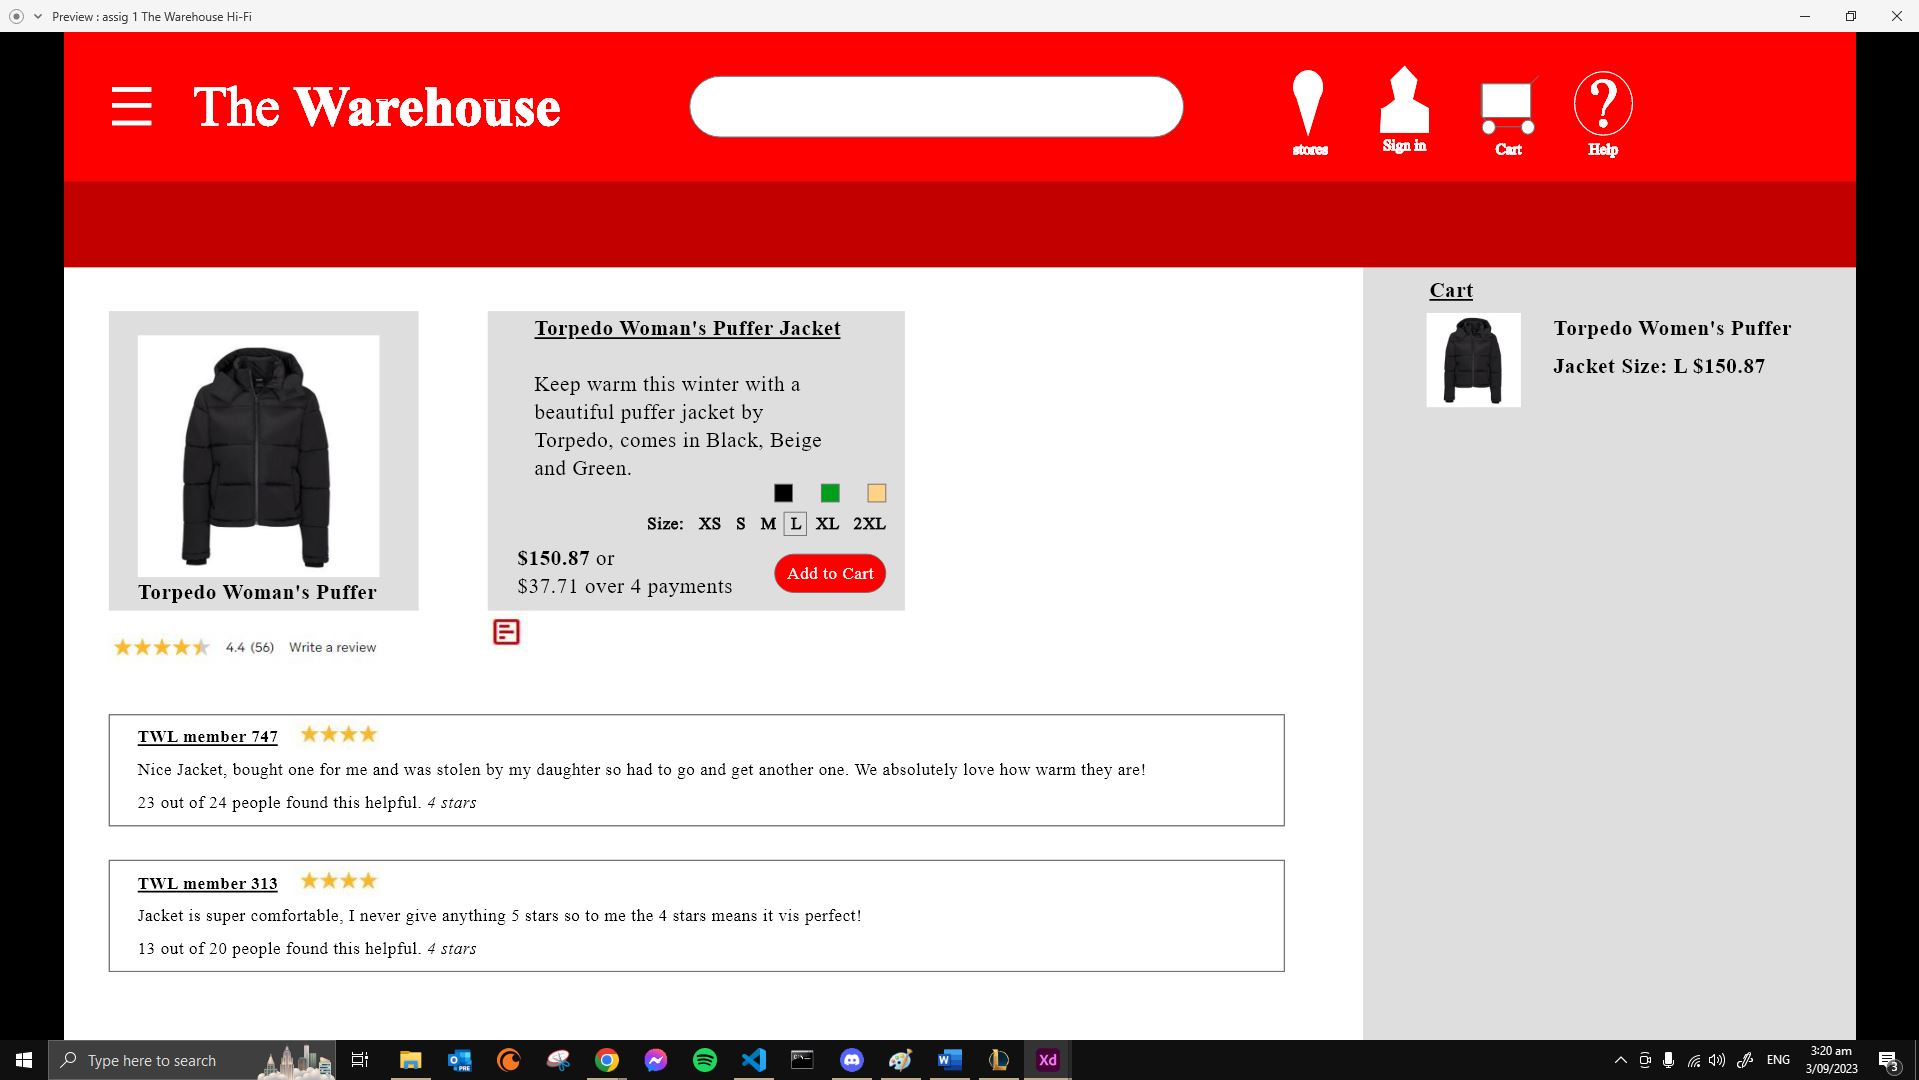 Preview : assig 1 The Warehouse Hi-Fi
The Warehouse
stores
Sign in
Cart
Help
Torpedo Woman's Puffer
4.4 (56) Write a review
Torpedo Woman's Puffer Jacket
Keep warm this winter with a
beautiful puffer jacket by
Torpedo, comes in Black, Beige
and Green.
Size: XS S M L XL 2XL
$150.87 or
$37.71 over 4 payments
Add to Cart
Cart
Torpedo Women's Puffer
Jacket Size: L $150.87
TWL member 747
Nice Jacket, bought one for me and was stolen by my daughter so had to go and get another one. We absolutely love how warm they are!
23 out of 24 people found this helpful. 4 stars
TWL member 313
Jacket is super comfortable, I never give anything 5 stars so to me the 4 stars means it vis perfect!
13 out of 20 people found this helpful. 4 stars
Type here to search
PRE
Xd
ENG
3:20 am
3/09/2023
3